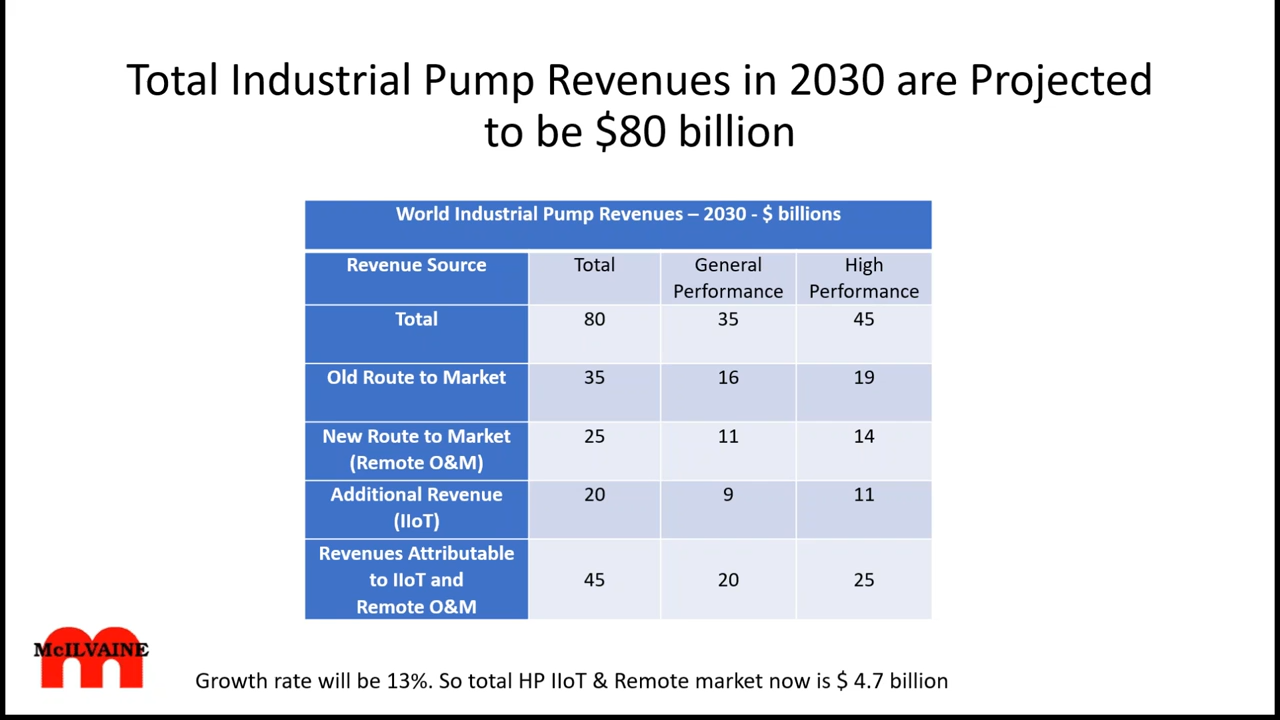 Total Industrial Pump Revenues in 2030 are Projected
to be $80 billion
World Industrial Pump Revenues – 2030 - $ billions
Revenue Source Total General Performance High Performance
Total 80 35 45
Old Route to Market 35 16 19
New Route to Market (Remote O&M) 25 11 14
Additional Revenue (IIoT) 20 9 11
Revenues Attributable to IIoT and Remote O&M 45 20 25
McILVAINE
Growth rate will be 13%. So total HP IIoT & Remote market now is $ 4.7 billion